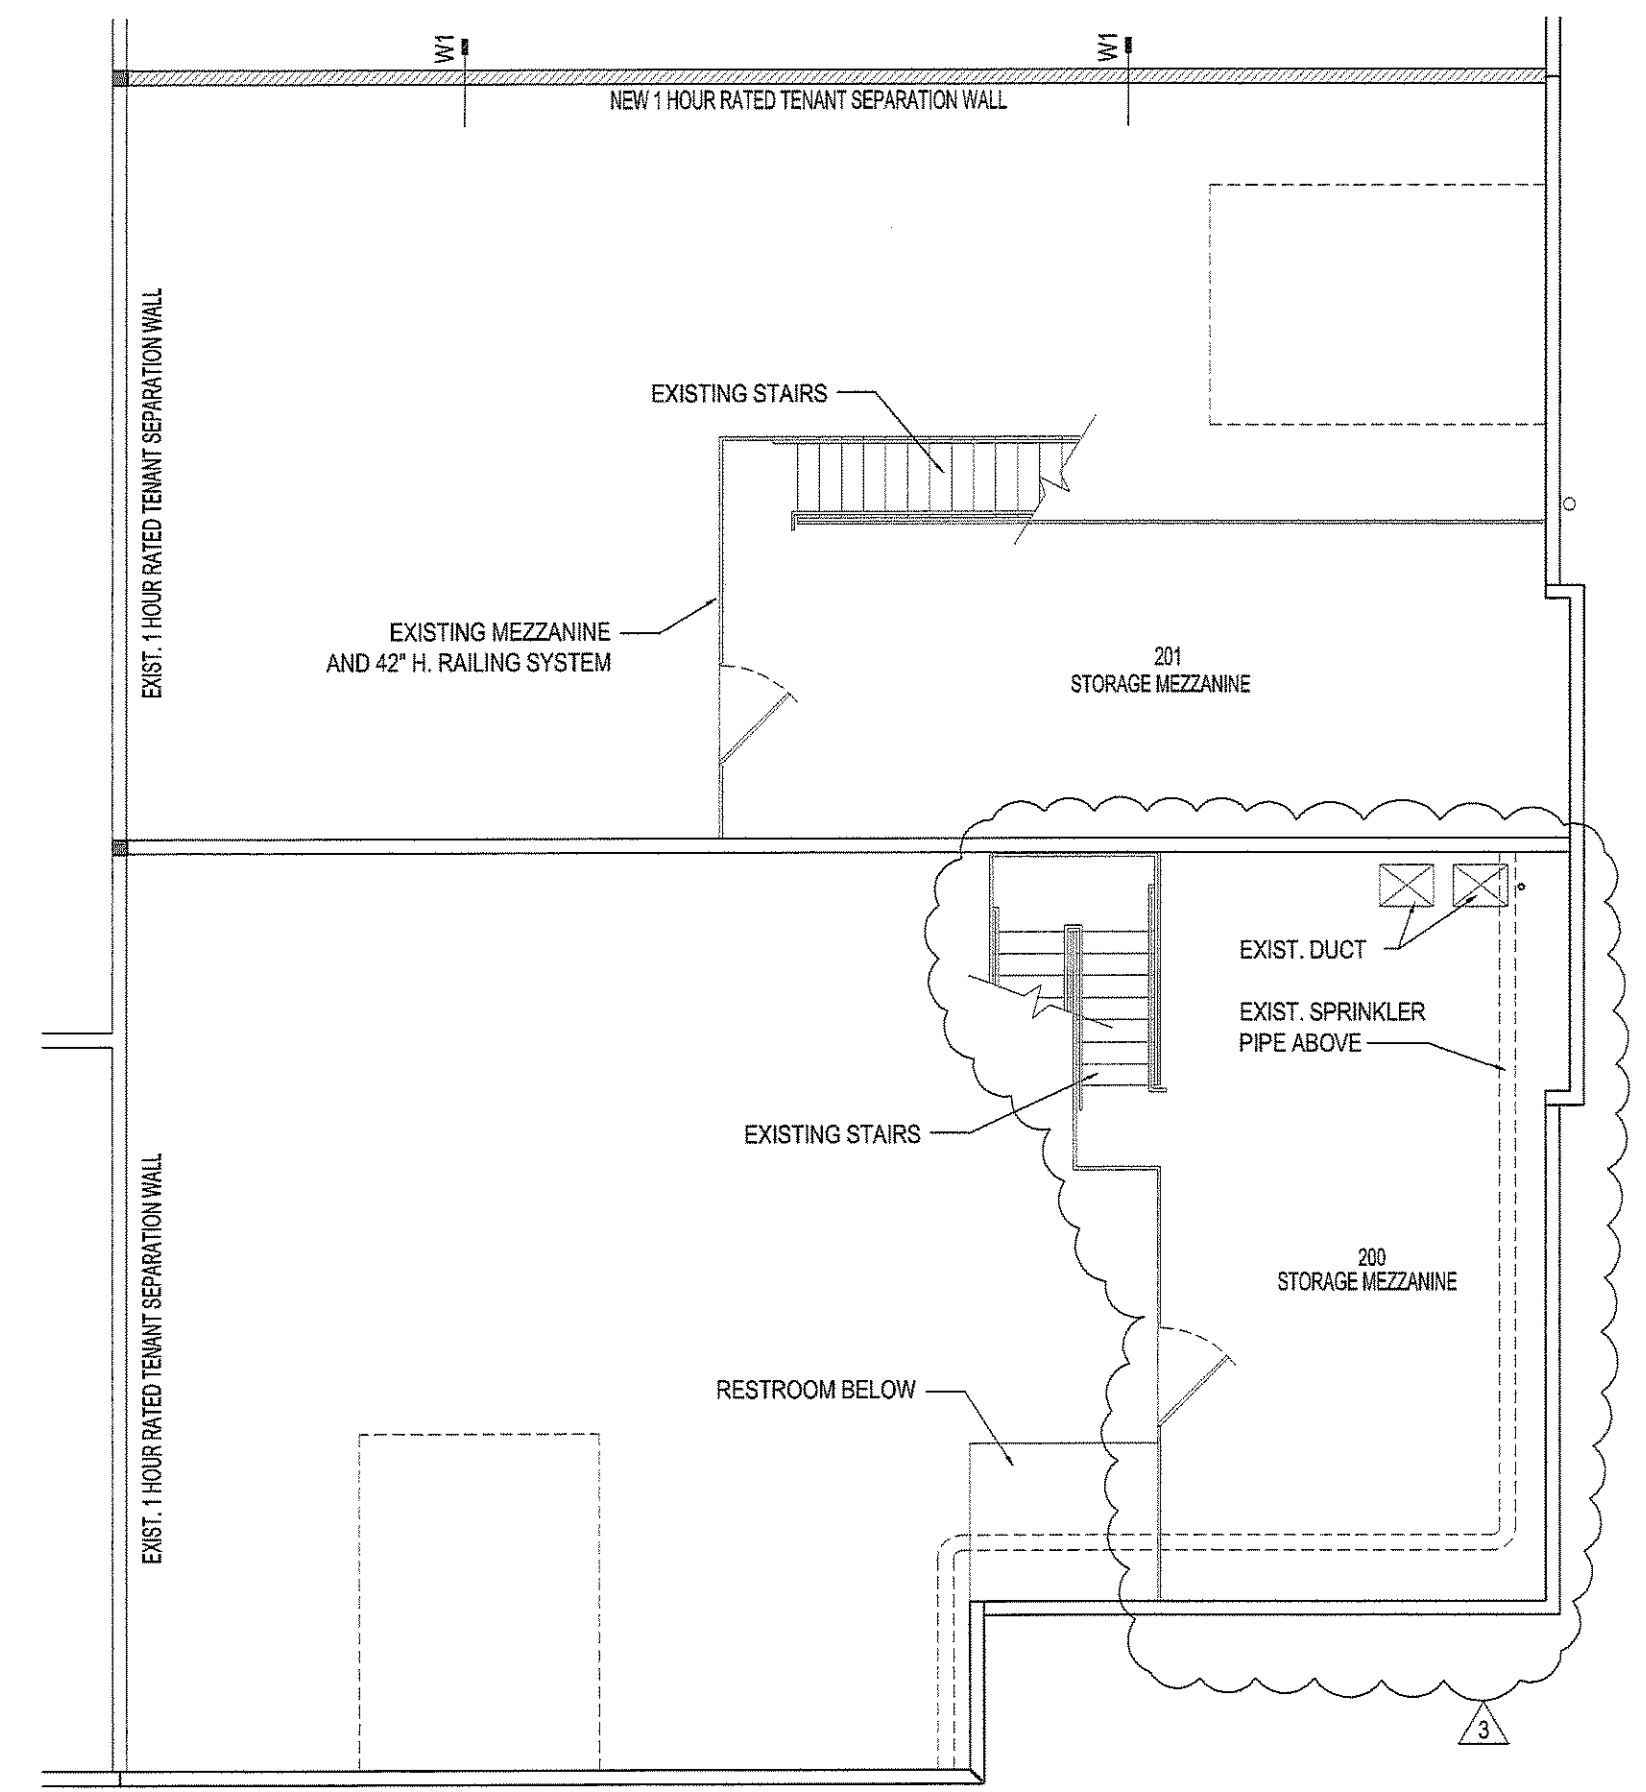 W1
W1
NEW 1 HOUR RATED TENANT SEPARATION WALL
EXIST. 1 HOUR RATED TENANT SEPARATION WALL
EXISTING STAIRS
EXISTING MEZZANINE
AND 42" H. RAILING SYSTEM
201
STORAGE MEZZANINE
EXIST. DUCT
EXIST. SPRINKLER
PIPE ABOVE
EXISTING STAIRS
EXIST. 1 HOUR RATED TENANT SEPARATION WALL
200
STORAGE MEZZANINE
RESTROOM BELOW
3